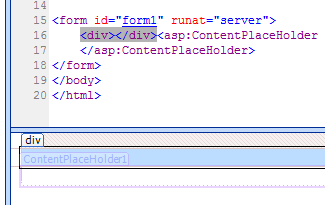 14
15 <form id="form1" runat="server">
16 <div></div><asp:ContentPlaceHolder
17 </asp:ContentPlaceHolder>
18 </form>
19 </body>
20 </html>
div
ContentPlaceHolder1